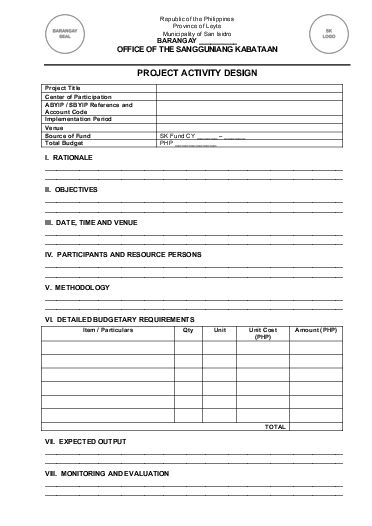 BARANGAY
SEAL
Republic of the Philippines
Province of Leyte
Municipality of San Isidro
BARANGAY __________
OFFICE OF THE SANGGUNIANG KABATAAN
SK
LOGO
PROJECT ACTIVITY DESIGN
Project Title
Center of Participation
ABYIP / SBYIP Reference and
Account Code
Implementation Period
Venue
Source of Fund SK Fund CY ______ – ______
Total Budget PHP ____________
I. RATIONALE
II. OBJECTIVES
III. DATE, TIME AND VENUE
IV. PARTICIPANTS AND RESOURCE PERSONS
V. METHODOLOGY
VI. DETAILED BUDGETARY REQUIREMENTS
Item / Particulars Qty Unit Unit Cost (PHP) Amount (PHP)
TOTAL
VII. EXPECTED OUTPUT
VIII. MONITORING AND EVALUATION